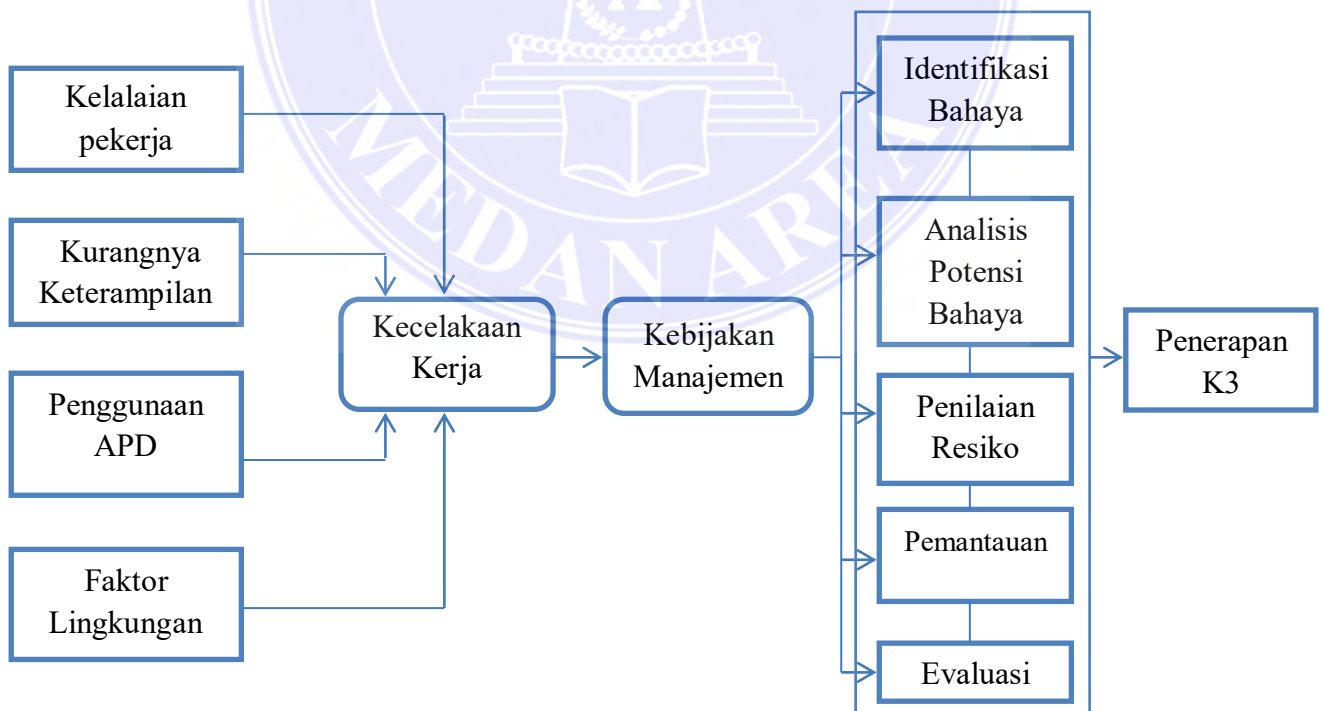 Kelalaian
pekerja
Kurangnya
Keterampilan
Penggunaan
APD
Faktor
Lingkungan
Kecelakaan
Kerja
Kebijakan
Manajemen
Identifikasi
Bahaya
Analisis
Potensi
Bahaya
Penilaian
Resiko
Pemantauan
Evaluasi
Penerapan
K3
MEDAN AREA